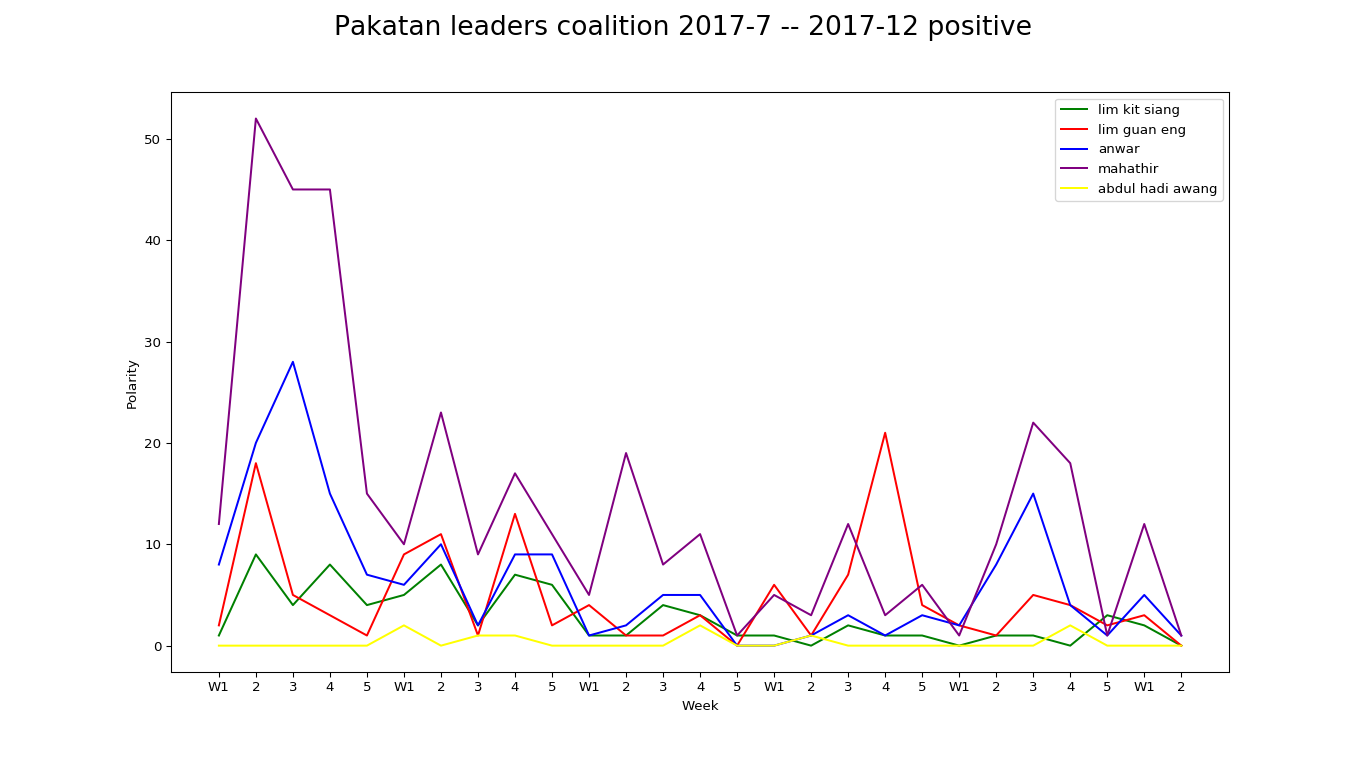 Pakatan leaders coalition 2017-7 -- 2017-12 positive
lim kit siang
lim guan eng
anwar
mahathir
abdul hadi awang
50
40
30
20
10
0
Polarity
W1 2 3 4 5 W1 2 3 4 5 W1 2 3 4 5 W1 2 3 4 5 W1 2 3 4 5 W1 2
Week